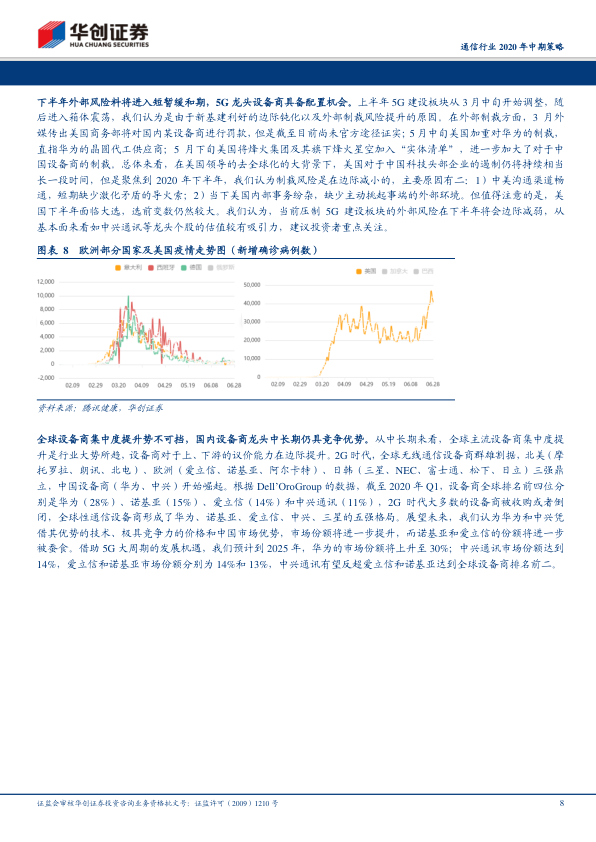 华创证券
HUA CHUANG SECURITIES
通信行业 2020 年中期策略
下半年外部风险料将进入短暂缓和期，5G 龙头设备商具备配置机会。上半年 5G 建设板块从 3 月中旬开始调整，随
后进入箱体震荡，我们认为是由于新基建利好的边际钝化以及外部制裁风险提升的原因。在外部制裁方面，3 月外
媒传出美国商务部将对国内某设备商进行罚款，但是截至目前尚未官方途径证实；5 月中旬美国加重对华为的制裁，
直指华为的晶圆代工供应商；5 月下旬美国将烽火集团及其旗下烽火星空加入“实体清单”，进一步加大了对于中
国设备商的制裁。总体来看，在美国领导的去全球化的大背景下，美国对于中国科技头部企业的遏制仍将持续相当
长一段时间，但是聚焦到 2020 年下半年，我们认为制裁风险是在边际减小的，主要原因有二：1）中美沟通渠道畅
通，短期缺少激化矛盾的导火索；2）当下美国内部事务纷杂，缺少主动挑起事端的外部环境。但值得注意的是，美
国下半年面临大选，选前变数仍然较大。我们认为，当前压制 5G 建设板块的外部风险在下半年将会边际减弱，从
基本面来看如中兴通讯等龙头个股的估值较有吸引力，建议投资者重点关注。
图表 8 欧洲部分国家及美国疫情走势图（新增确诊病例数）
意大利 西班牙 德国
12,000
10,000
8,000
6,000
4,000
2,000
0
-2,000
02.09 02.29 03.20 04.09 04.29 05.19 06.08 06.28
美国 加拿大 巴西
50,000
40,000
30,000
20,000
10,000
0
02.09 02.29 03.20 04.09 04.29 05.19 06.08 06.28
资料来源：腾讯健康，华创证券
全球设备商集中度提升势不可挡，国内设备商龙头中长期仍具竞争优势。从中长期来看，全球主流设备商集中度提
升是行业大势所趋，设备商对于上、下游的议价能力在边际提升。2G 时代，全球无线通信设备商群雄割据，北美（摩
托罗拉、朗讯、北电）、欧洲（爱立信、诺基亚、阿尔卡特）、日韩（三星、NEC、富士通、松下、日立）三强鼎
立，中国设备商（华为、中兴）开始崛起。根据 Dell’OroGroup 的数据，截至 2020 年 Q1，设备商全球排名前四位分
别是华为（28%）、诺基亚（15%）、爱立信（14%）和中兴通讯（11%），2G 时代大多数的设备商被收购或者倒
闭，全球性通信设备商形成了华为、诺基亚、爱立信、中兴、三星的五强格局。展望未来，我们认为华为和中兴凭
借其优势的技术，极具竞争力的价格和中国市场优势，市场份额将进一步提升，而诺基亚和爱立信的份额将进一步
被蚕食。借助 5G 大周期的发展机遇，我们预计到 2025 年，华为的市场份额将上升至 30%；中兴通讯市场份额达到
14%，爱立信和诺基亚市场份额分别为 14%和 13%，中兴通讯有望反超爱立信和诺基亚达到全球设备商排名前二。
证监会审核华创证券投资咨询业务资格批文号：证监许可（2009）1210 号
8